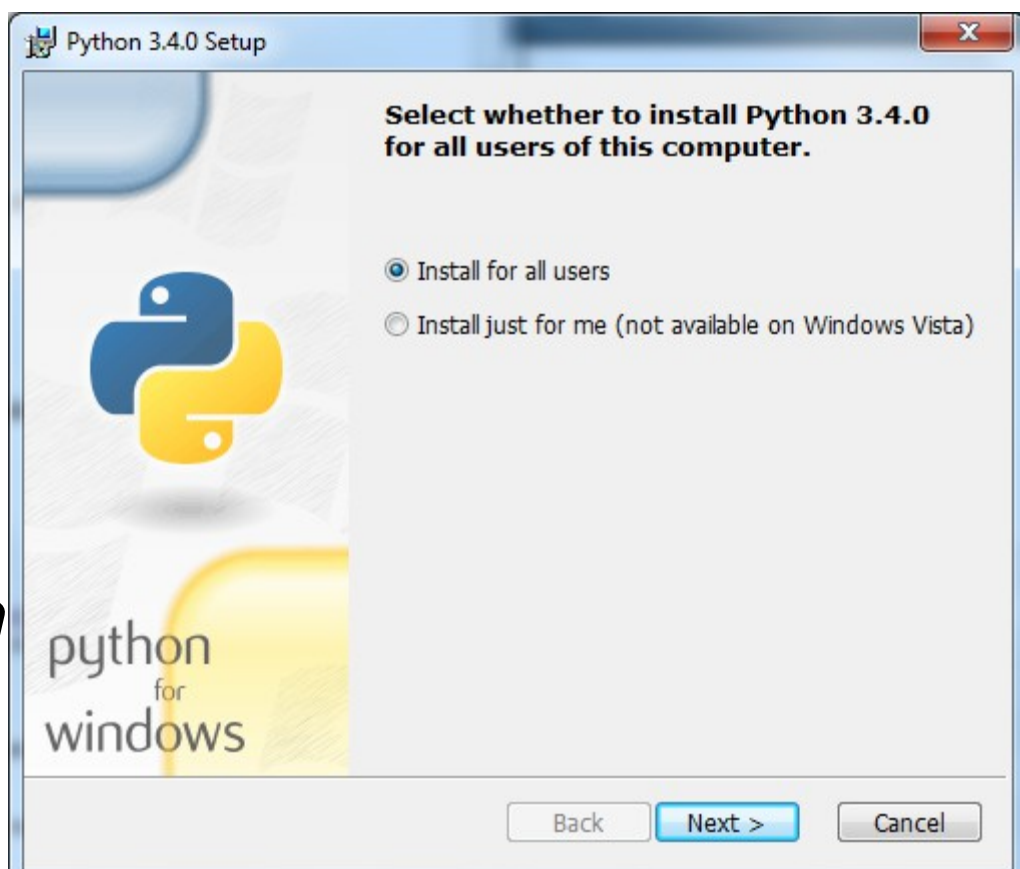 Python 3.4.0 Setup
Select whether to install Python 3.4.0
for all users of this computer.
Install for all users
Install just for me (not available on Windows Vista)
python
for
windows
Back
Next >
Cancel